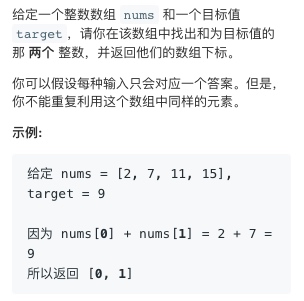 给定一个整数数组 nums 和一个目标值
target，请你在该数组中找出和为目标值的
那 两个 整数，并返回他们的数组下标。
你可以假设每种输入只会对应一个答案。但是，
你不能重复利用这个数组中同样的元素。
示例:
给定 nums = [2, 7, 11, 15],
target = 9
因为 nums[0] + nums[1] = 2 + 7 =
9
所以返回 [0, 1]